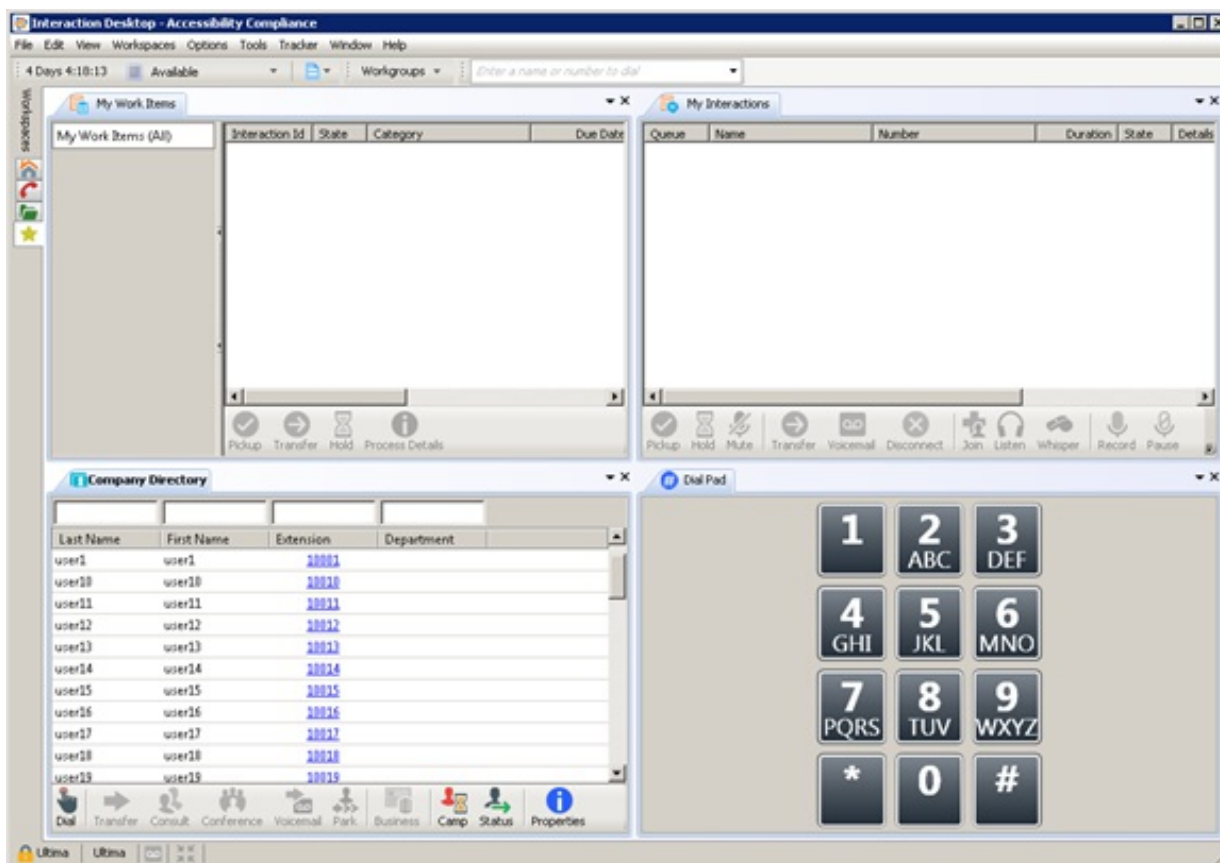 Interaction Desktop - Accessibility Compliance
File Edit View Workspaces Options Tools Tracker Window Help
4 Days 4:18:13 Available Workgroups Enter a name or number to dial
Workspaces
My Work Items
My Work Items (All)
Interaction Id State Category Due Date
Pickup Transfer Hold Process Details
My Interactions
Queue Name Number Duration State Details
Pickup Hold Mute Transfer Voicemail Disconnect Join Listen Whisper Record Pause
Company Directory
Last Name First Name Extension Department
user1 user1 10001
user10 user10 10010
user11 user11 10011
user12 user12 10012
user13 user13 10013
user14 user14 10014
user15 user15 10015
user16 user16 10016
user17 user17 10017
user18 user18 10018
user19 user19 10019
Dial Transfer Consult Conference Voicemail Park Business Camp Status Properties
Dial Pad
1 2 3
ABC DEF
4 5 6
GHI JKL MNO
7 8 9
PQRS TUV WXYZ
* 0 #
Ultima Ultima